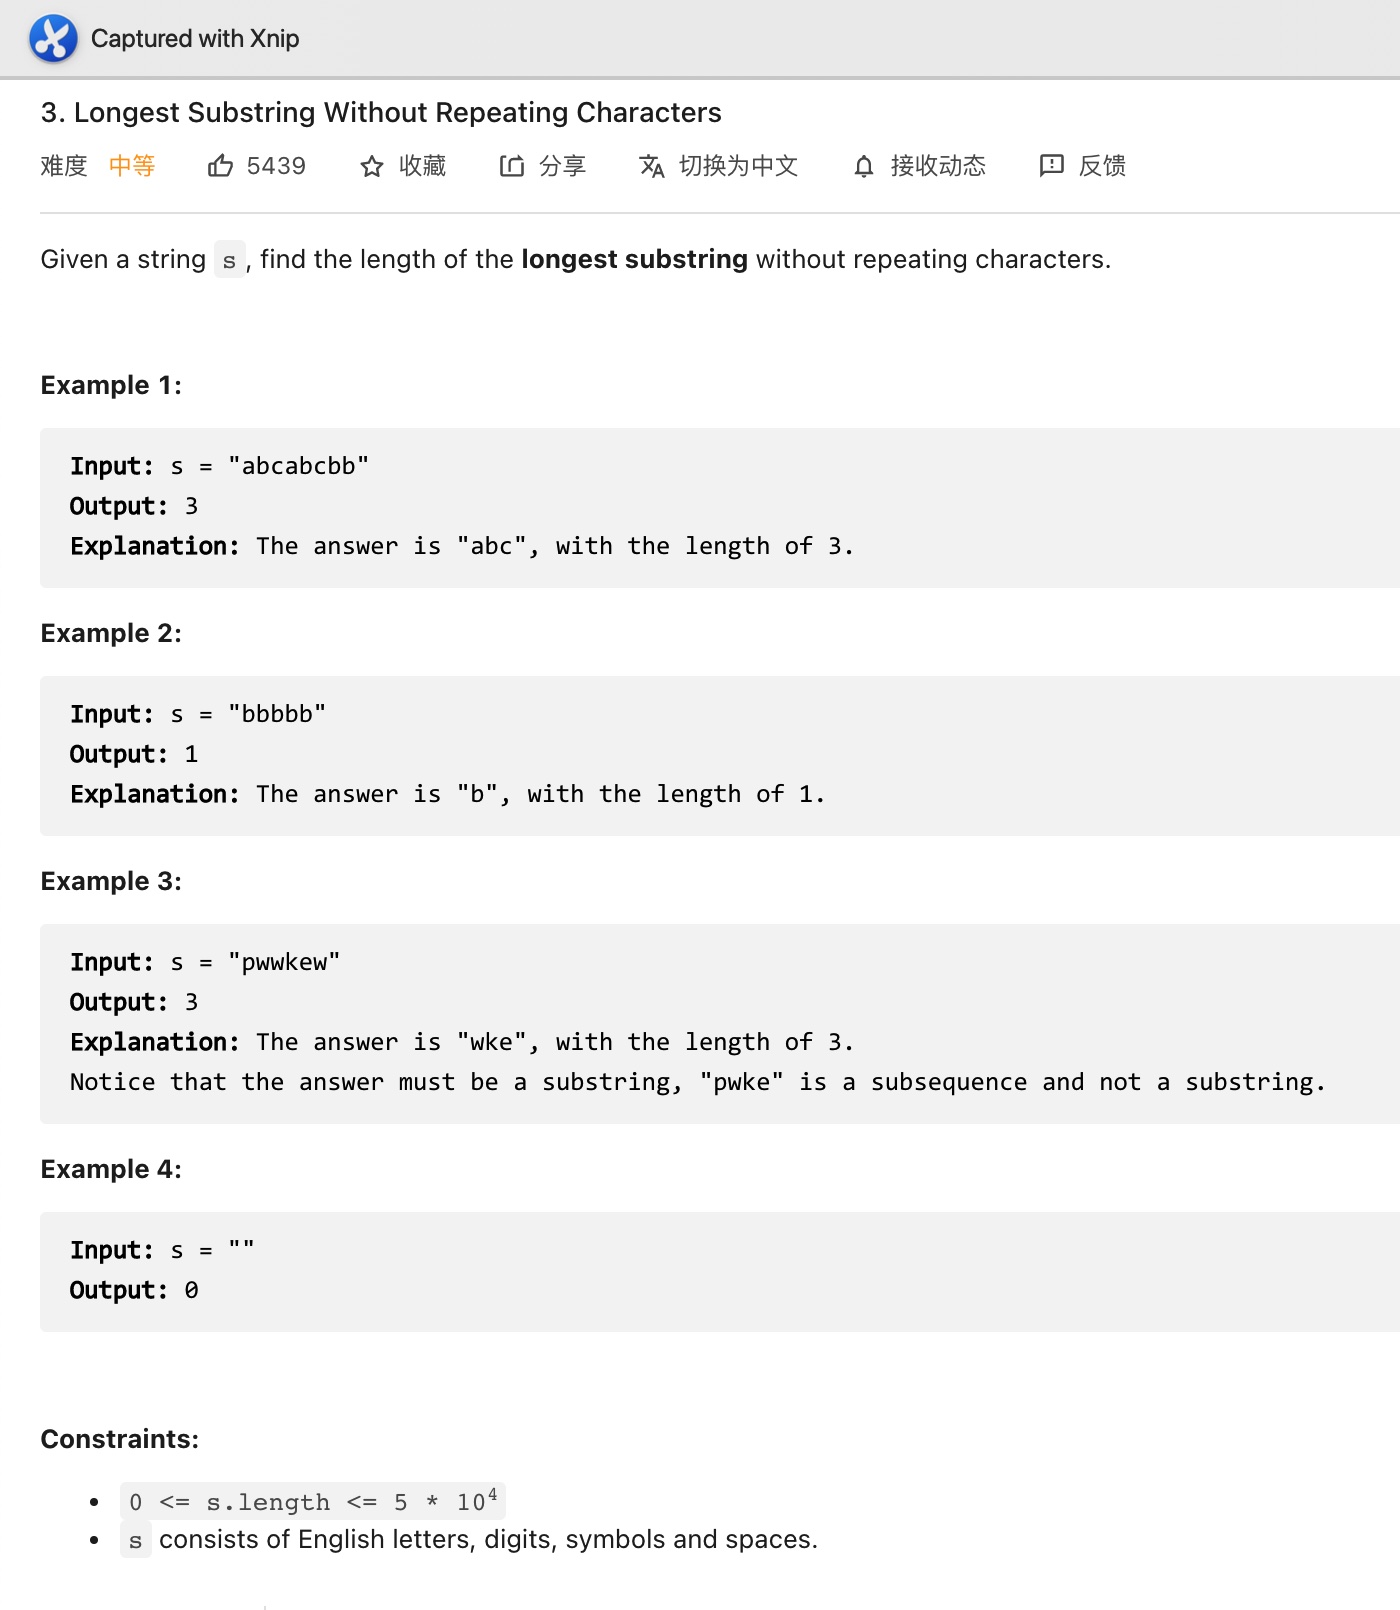 Captured with Xnip
3. Longest Substring Without Repeating Characters
难度 中等 5439 收藏 分享 切换为中文 接收动态 反馈
Given a string s, find the length of the longest substring without repeating characters.
Example 1:
Input: s = "abcabcbb"
Output: 3
Explanation: The answer is "abc", with the length of 3.
Example 2:
Input: s = "bbbbb"
Output: 1
Explanation: The answer is "b", with the length of 1.
Example 3:
Input: s = "pwwkew"
Output: 3
Explanation: The answer is "wke", with the length of 3.
Notice that the answer must be a substring, "pwke" is a subsequence and not a substring.
Example 4:
Input: s = ""
Output: 0
Constraints:
• 0 <= s.length <= 5 * 10⁴
• s consists of English letters, digits, symbols and spaces.